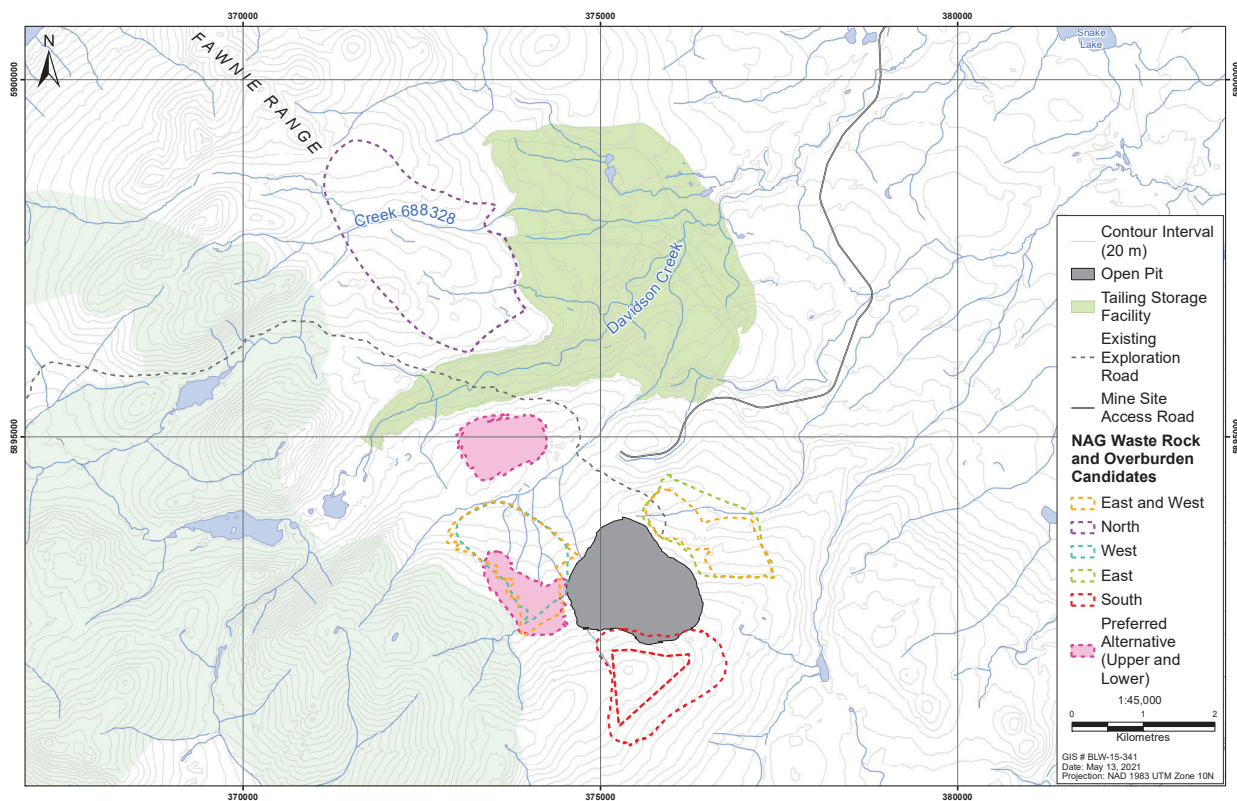 370000
375000
380000
N
FAWNIE RANGE
Snake
Lake
5900000
5900000
Creek 688328
Davidson Creek
5895000
5895000
Contour Interval
(20 m)
Open Pit
Tailing Storage
Facility
Existing
Exploration
Road
Mine Site
Access Road
NAG Waste Rock
and Overburden
Candidates
East and West
North
West
East
South
Preferred
Alternative
(Upper and
Lower)
1:45,000
0 1 2
Kilometres
GIS # BLW-15-341
Date: May 13, 2021
Projection: NAD 1983 UTM Zone 10N
370000
375000
380000